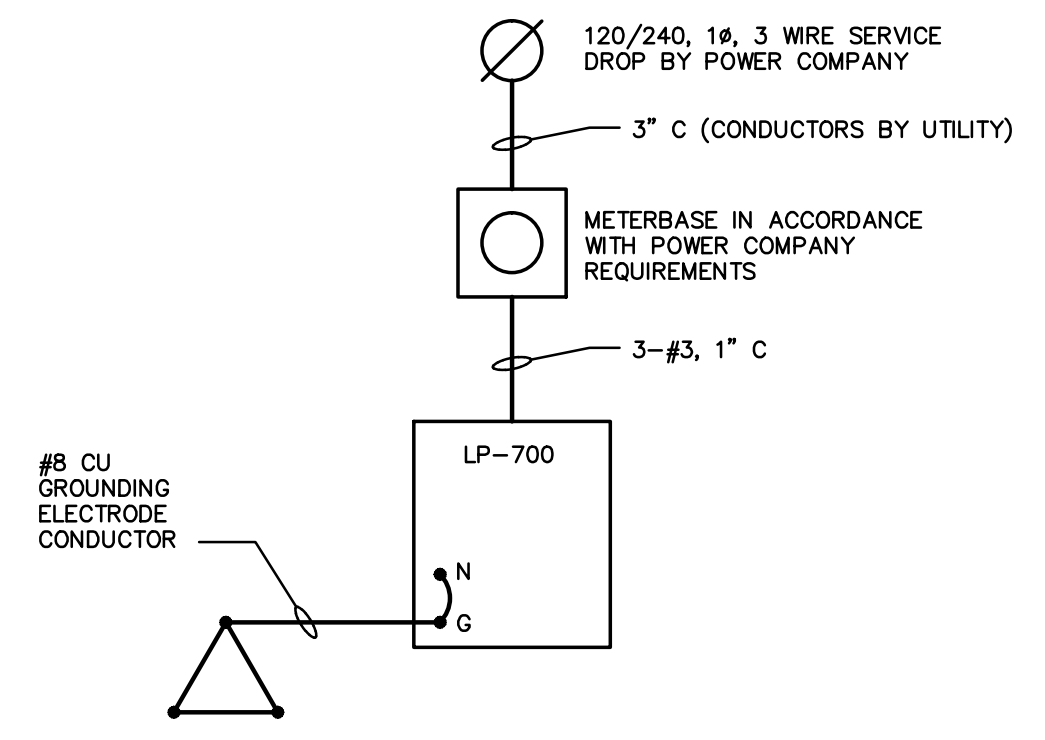 120/240, 1ø, 3 WIRE SERVICE
DROP BY POWER COMPANY
3" C (CONDUCTORS BY UTILITY)
METERBASE IN ACCORDANCE
WITH POWER COMPANY
REQUIREMENTS
3-#3, 1" C
LP-700
#8 CU
GROUNDING
ELECTRODE
CONDUCTOR
N
G